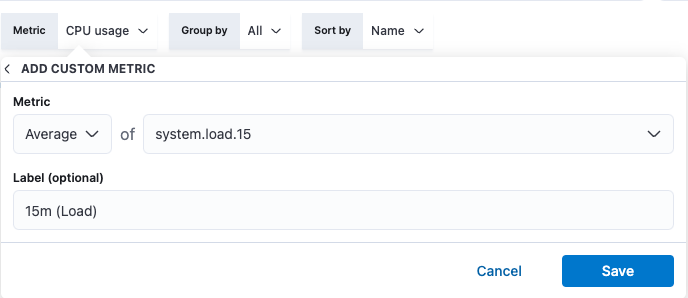 Metric CPU usage Group by All Sort by Name
ADD CUSTOM METRIC
Metric
Average of system.load.15
Label (optional)
15m (Load)
Cancel Save